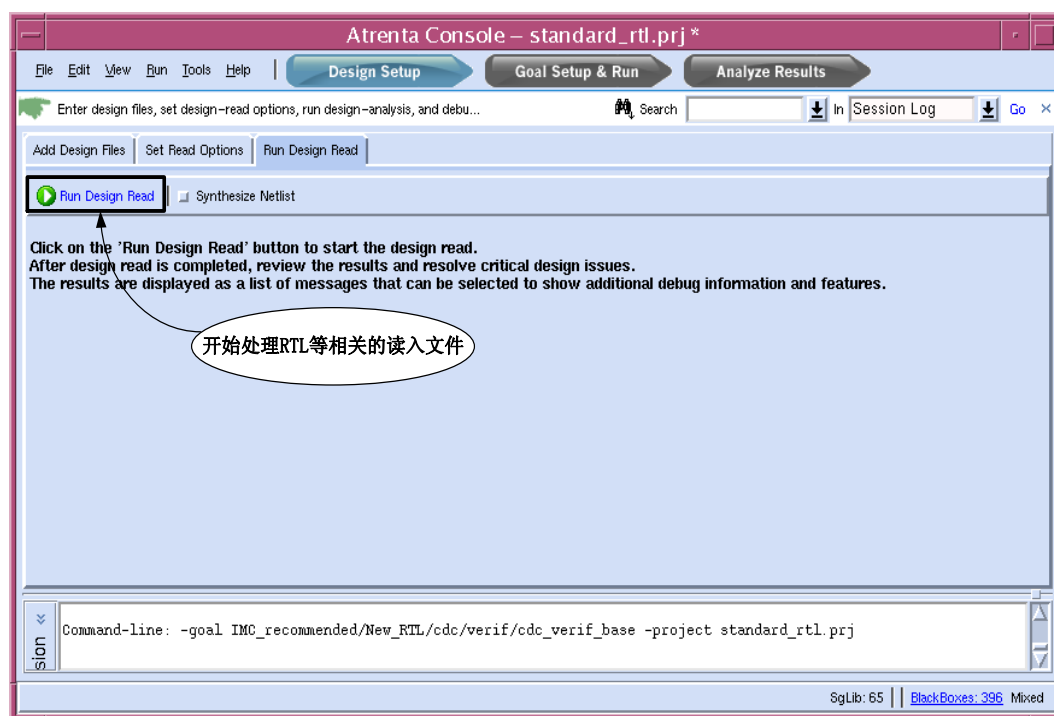 Atrenta Console – standard_rtl.prj *
File Edit View Run Tools Help Design Setup Goal Setup & Run Analyze Results
Enter design files, set design-read options, run design-analysis, and debu... Search In Session Log Go
Add Design Files Set Read Options Run Design Read
Run Design Read Synthesize Netlist
Click on the 'Run Design Read' button to start the design read.
After design read is completed, review the results and resolve critical design issues.
The results are displayed as a list of messages that can be selected to show additional debug information and features.
开始处理RTL等相关的读入文件
Command-line: -goal IMC_recommended/New_RTL/cdc/verif/cdc_verif_base -project standard_rtl.prj
sion
SgLib: 65 BlackBoxes: 396 Mixed